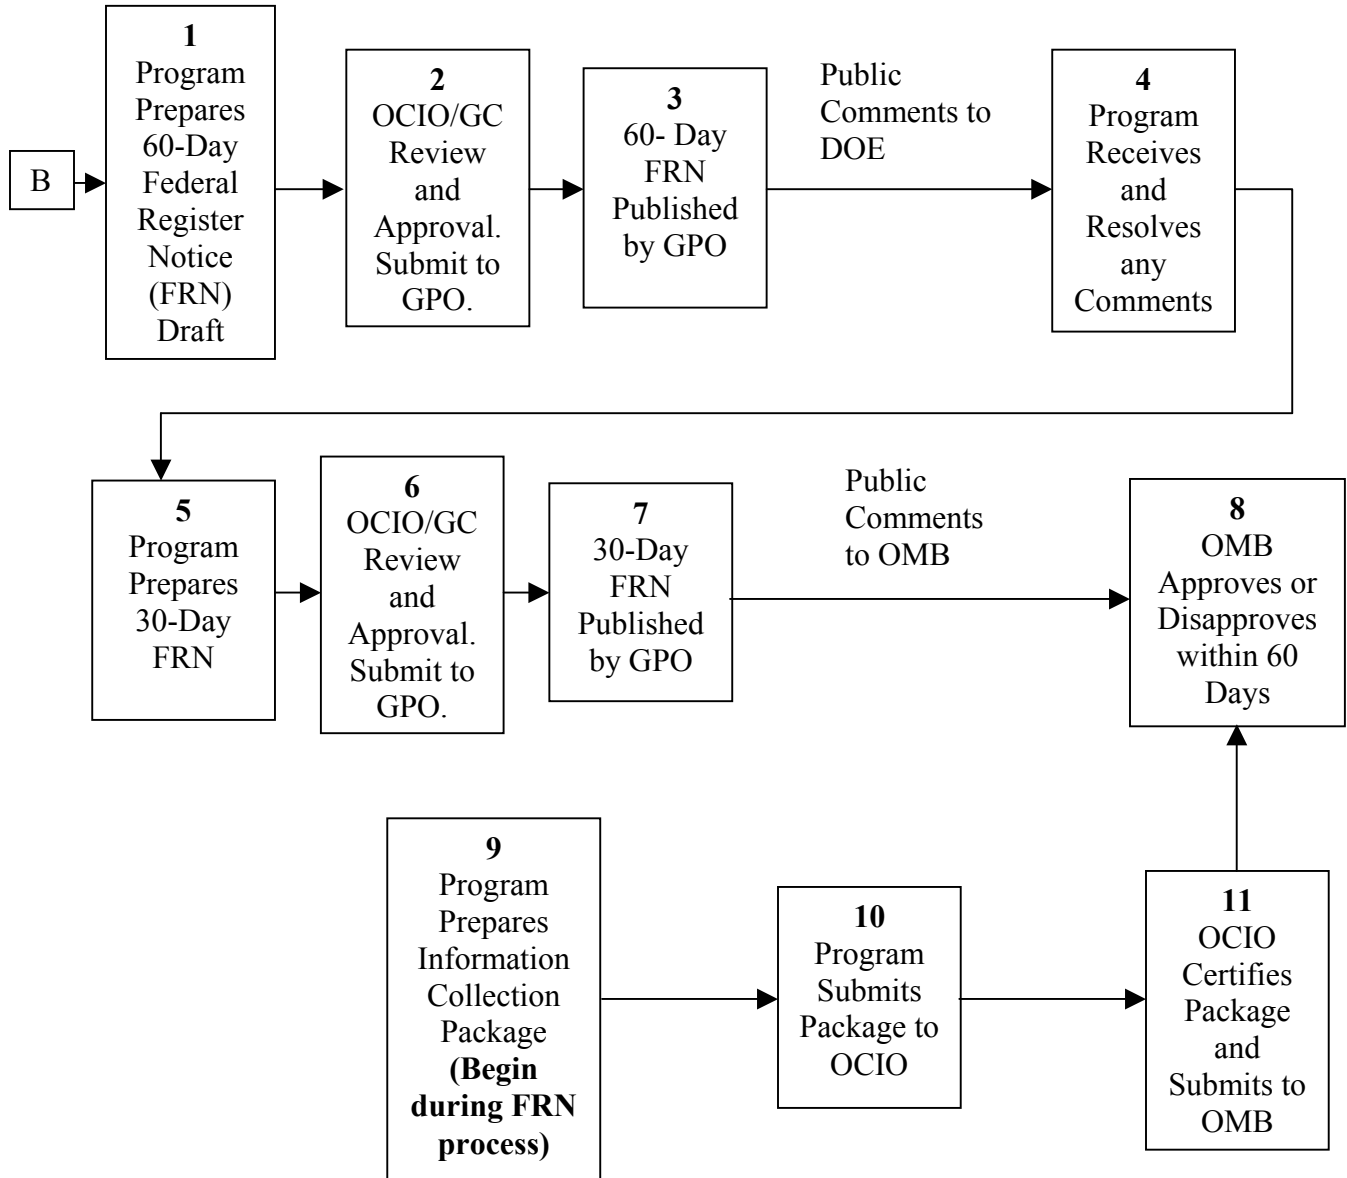 B
1
Program
Prepares
60-Day
Federal
Register
Notice
(FRN)
Draft
2
OCIO/GC
Review
and
Approval.
Submit to
GPO.
3
60- Day
FRN
Published
by GPO
Public
Comments to
DOE
4
Program
Receives
and
Resolves
any
Comments
5
Program
Prepares
30-Day
FRN
6
OCIO/GC
Review
and
Approval.
Submit to
GPO.
7
30-Day
FRN
Published
by GPO
Public
Comments
to OMB
8
OMB
Approves or
Disapproves
within 60
Days
9
Program
Prepares
Information
Collection
Package
(Begin
during FRN
process)
10
Program
Submits
Package to
OCIO
11
OCIO
Certifies
Package
and
Submits to
OMB